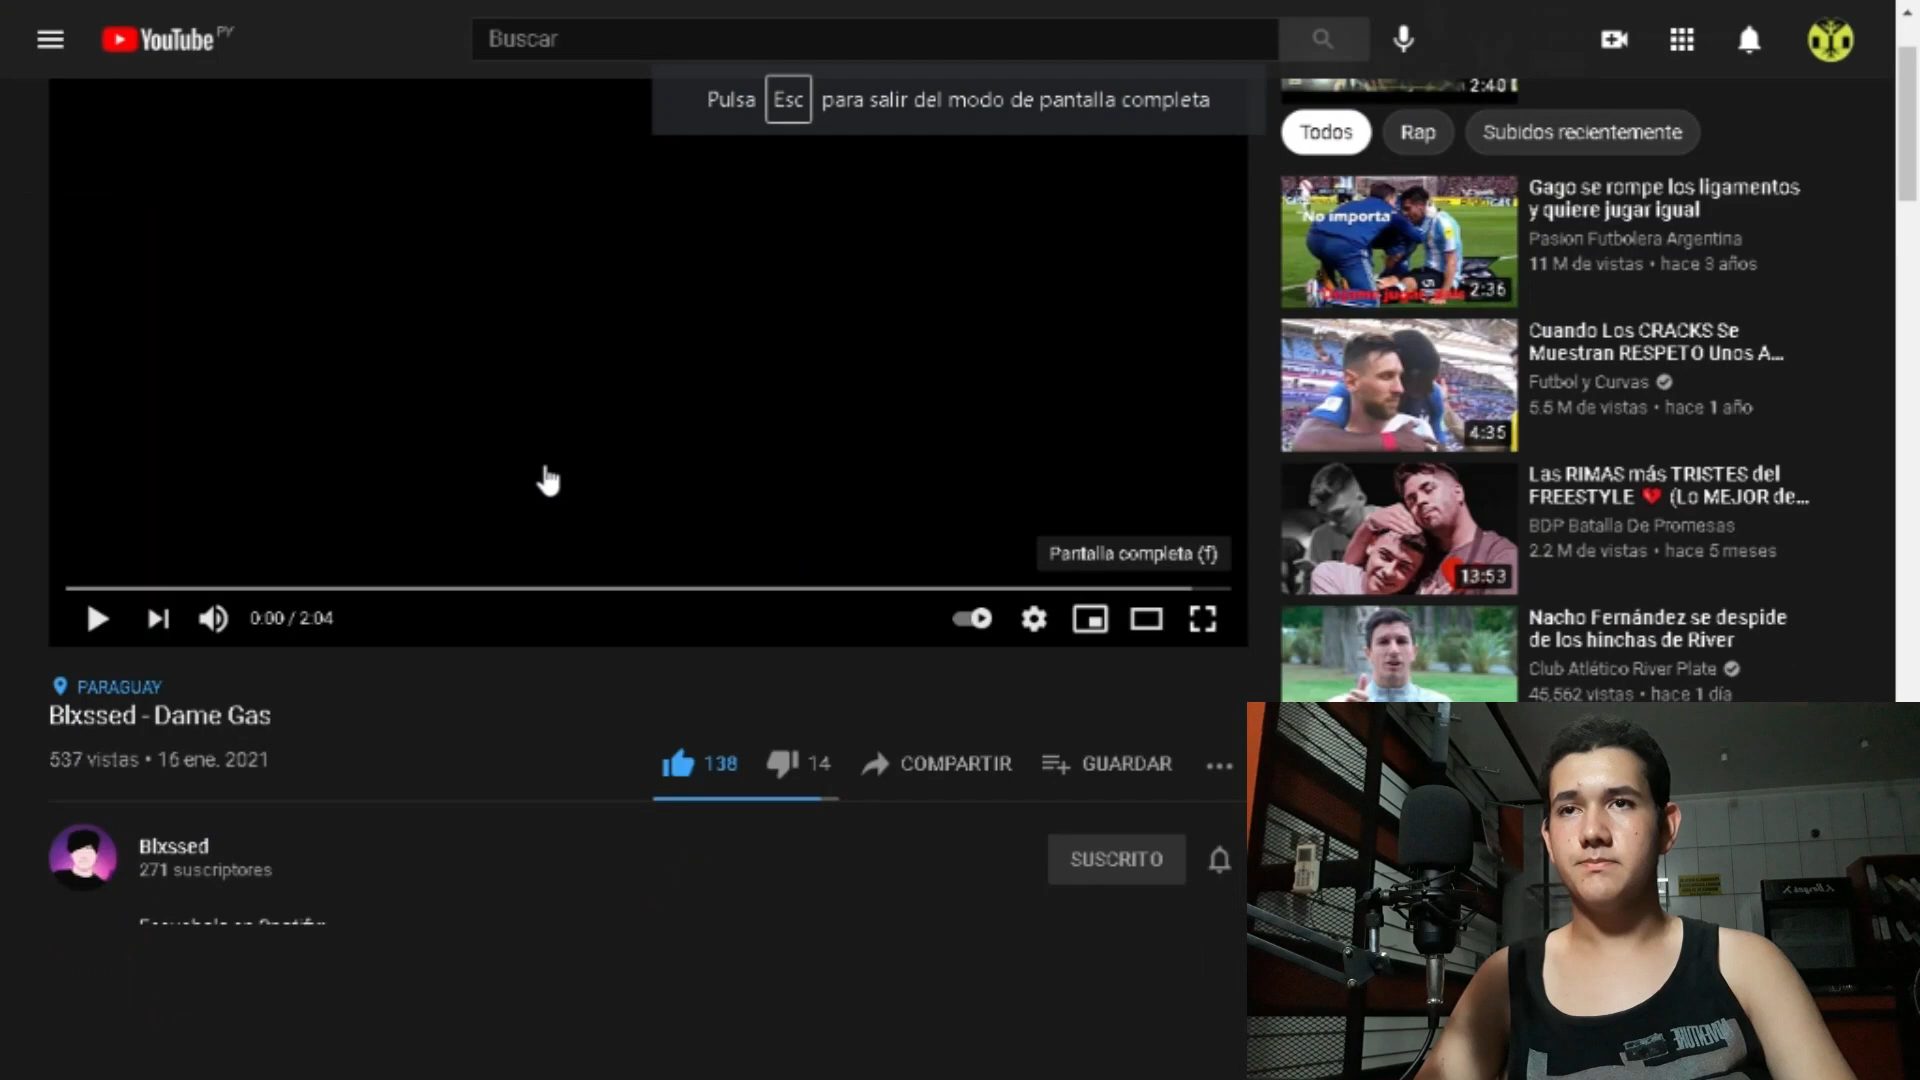 YouTube PY
Buscar
Pulsa Esc para salir del modo de pantalla completa
2:40
Todos
Rap
Subidos recientemente
"No importa"
2:36
Gago se rompe los ligamentos
y quiere jugar igual
Pasion Futbolera Argentina
11 M de vistas • hace 3 años
4:35
Cuando Los CRACKS Se
Muestran RESPETO Unos A...
Futbol y Curvas
5.5 M de vistas • hace 1 año
13:53
Las RIMAS más TRISTES del
FREESTYLE 💔 (Lo MEJOR de...
BDP Batalla De Promesas
2.2 M de vistas • hace 5 meses
Nacho Fernández se despide
de los hinchas de River
Club Atlético River Plate
45,562 vistas • hace 1 día
Pantalla completa (f)
0:00 / 2:04
PARAGUAY
Blxssed - Dame Gas
537 vistas • 16 ene. 2021
138
14
COMPARTIR
GUARDAR
Blxssed
271 suscriptores
SUSCRITO